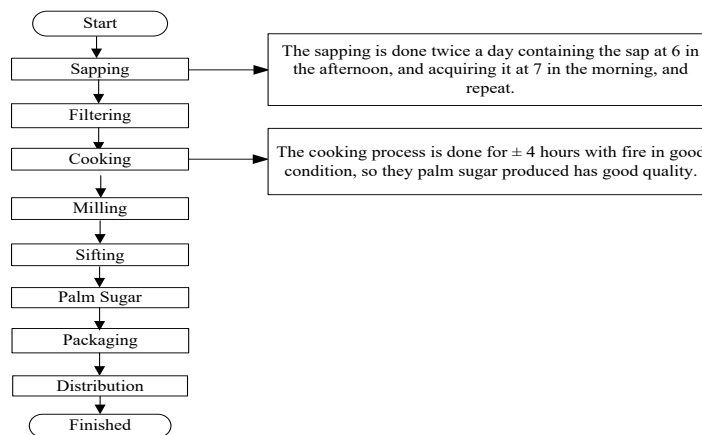 Start
Sapping
The sapping is done twice a day containing the sap at 6 in
the afternoon, and acquiring it at 7 in the morning, and
repeat.
Filtering
Cooking
The cooking process is done for ± 4 hours with fire in good
condition, so they palm sugar produced has good quality.
Milling
Sifting
Palm Sugar
Packaging
Distribution
Finished